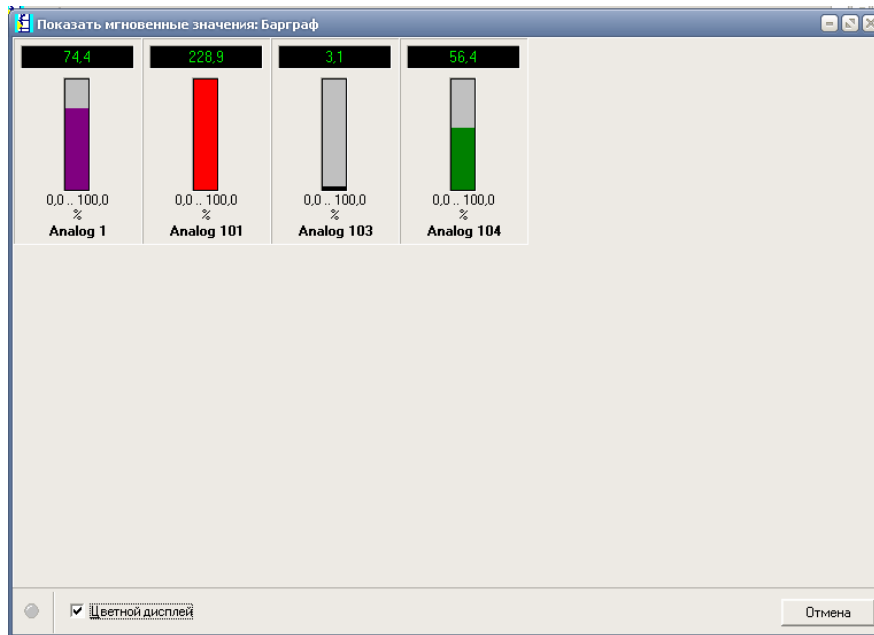 Показать мгновенные значения: Барграф
74,4 228,9 3,1 56,4
0,0 .. 100,0 0,0 .. 100,0 0,0 .. 100,0 0,0 .. 100,0
% % % %
Analog 1 Analog 101 Analog 103 Analog 104
Цветной дисплей Отмена